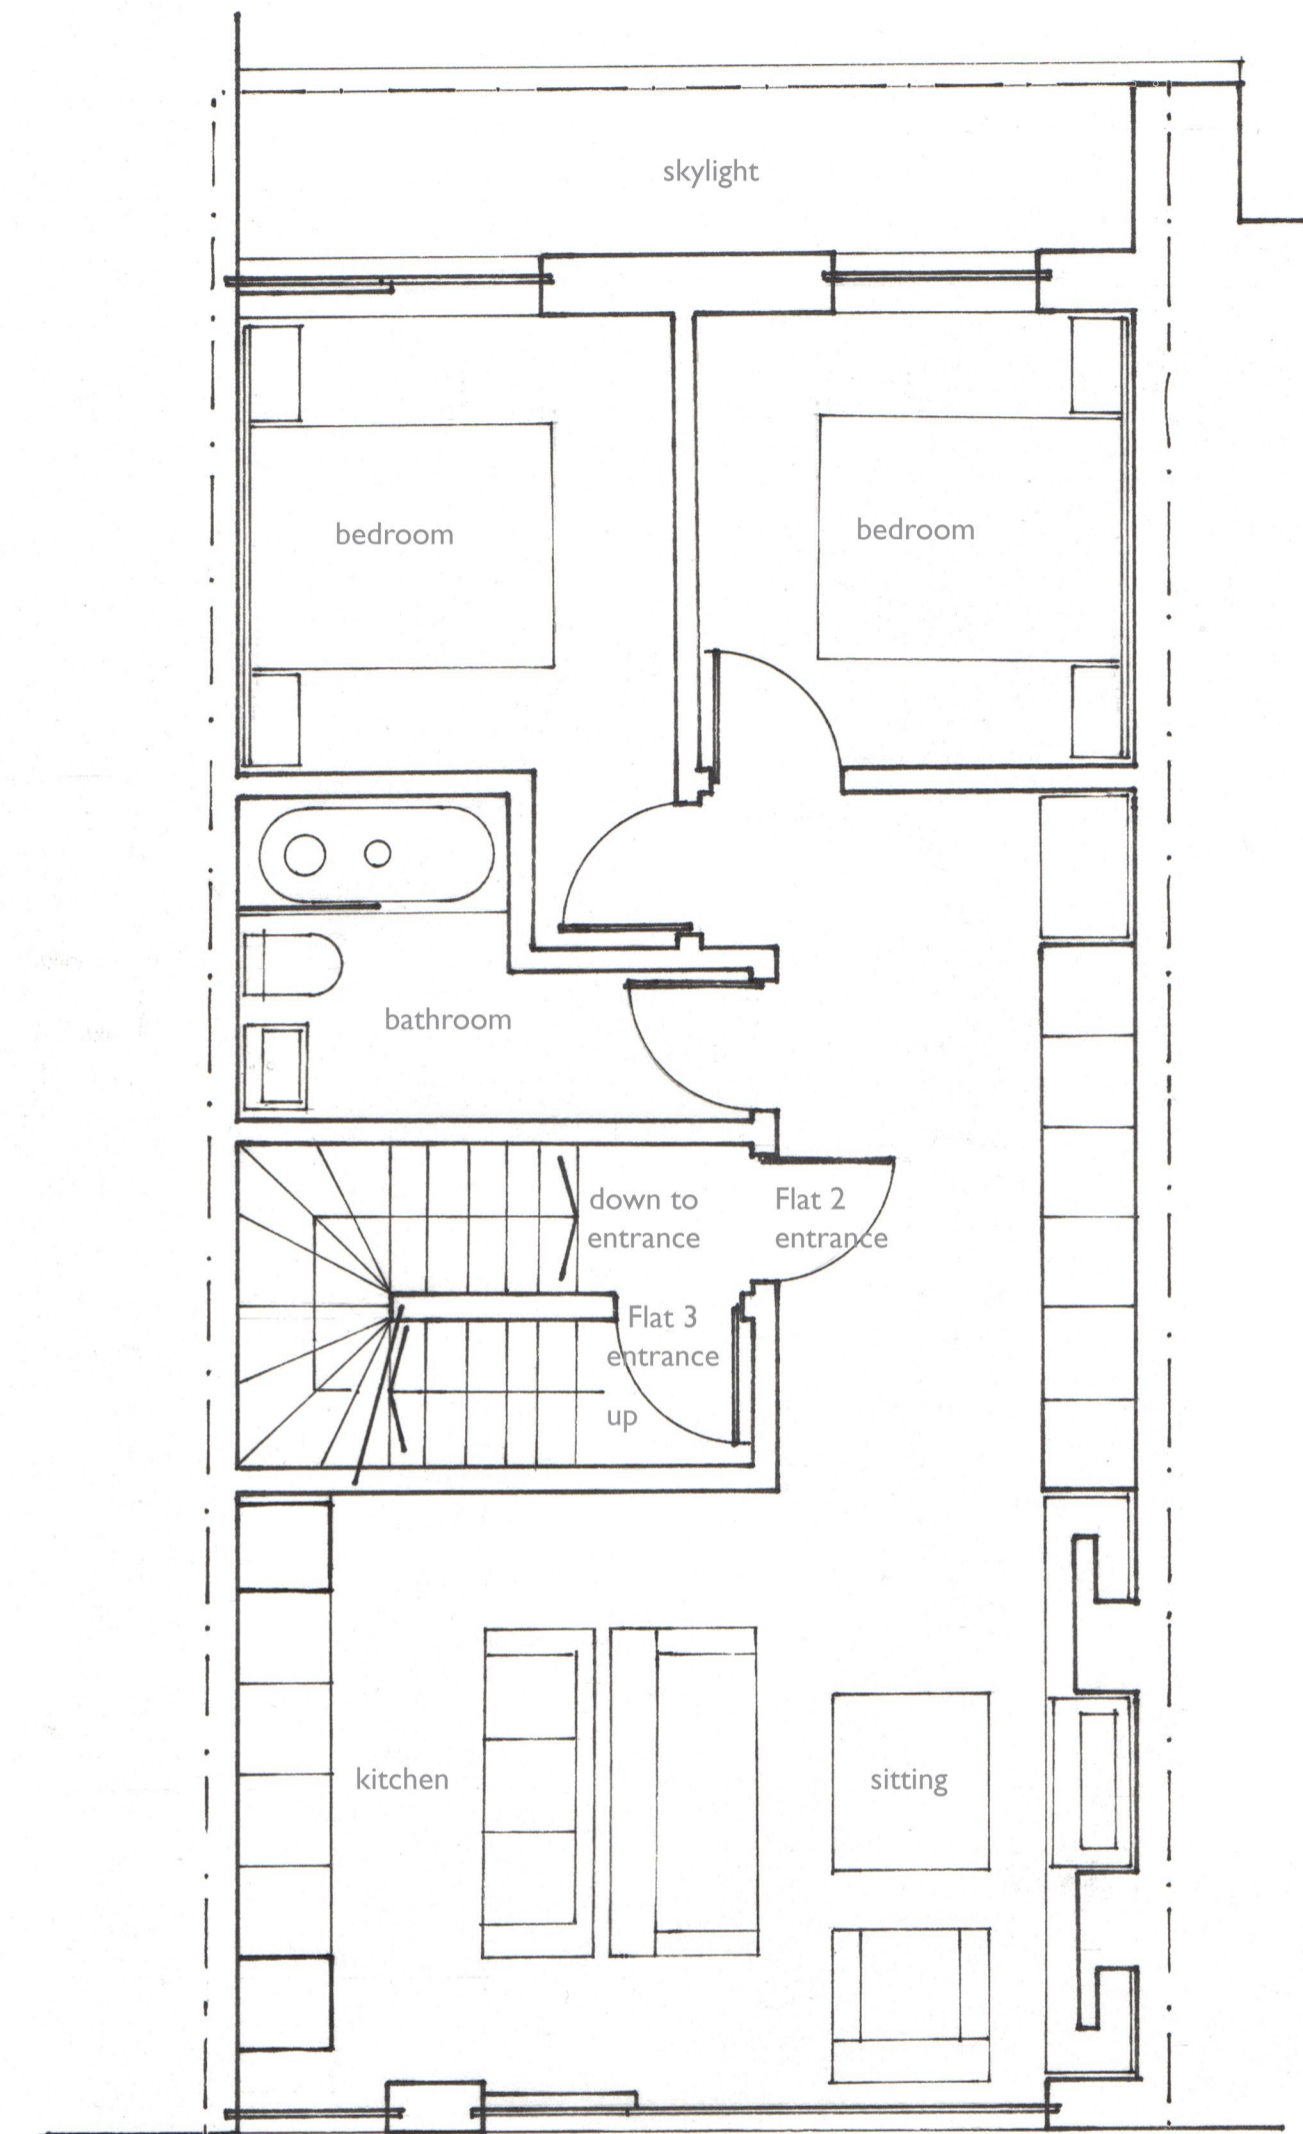 skylight
bedroom
bedroom
bathroom
down to
entrance
Flat 2
entrance
Flat 3
entrance
up
kitchen
sitting